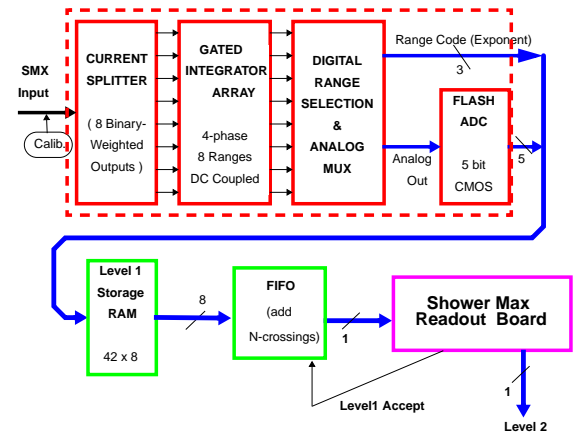 SMX
Input
Calib.
CURRENT
SPLITTER
( 8 Binary-
Weighted
Outputs )
GATED
INTEGRATOR
ARRAY
4-phase
8 Ranges
DC Coupled
DIGITAL
RANGE
SELECTION
&
ANALOG
MUX
Range Code (Exponent)
3
Analog
Out
FLASH
ADC
5 bit
CMOS
5
Level 1
Storage
RAM
42 x 8
8
FIFO
(add
N-crossings)
1
Shower Max
Readout Board
Level1 Accept
1
Level 2